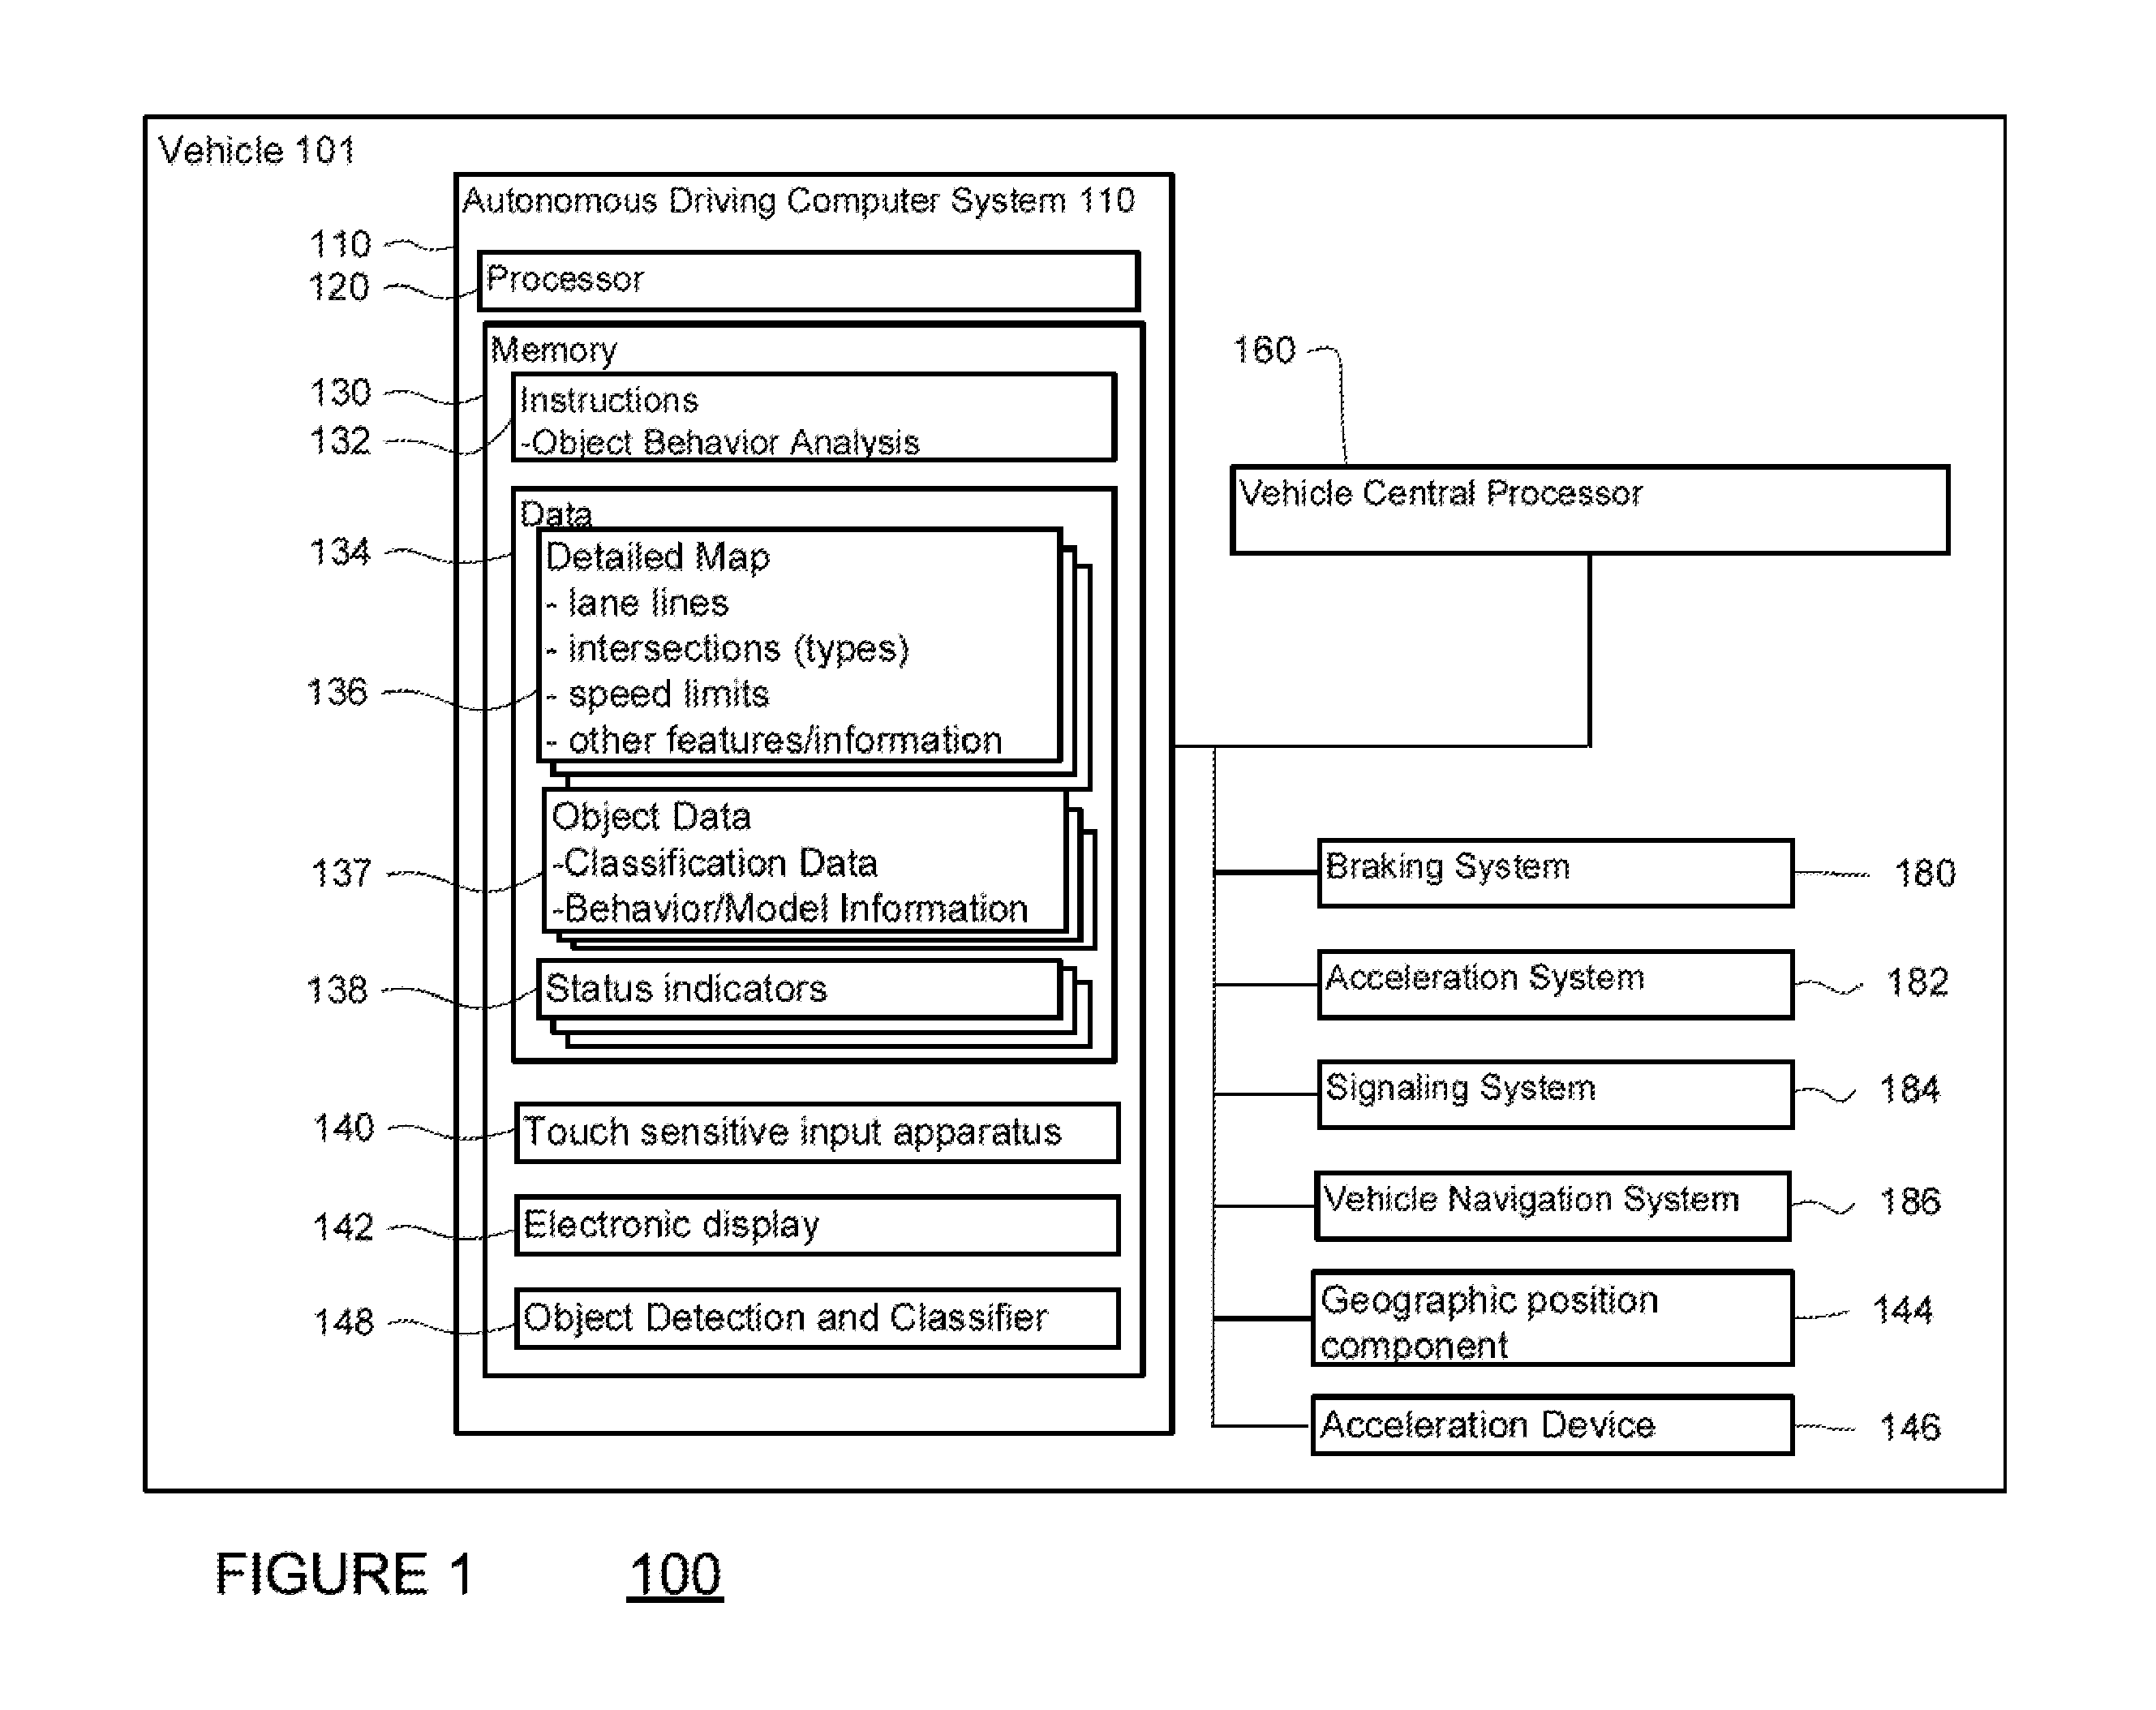 Vehicle 101
Autonomous Driving Computer System 110
110
Processor
120
Memory
130
Instructions
132
-Object Behavior Analysis
Data
134
Detailed Map
- lane lines
- intersections (types)
136
- speed limits
- other features/information
Object Data
137
-Classification Data
-Behavior/Model Information
138
Status indicators
140
Touch sensitive input apparatus
142
Electronic display
148
Object Detection and Classifier
160
Vehicle Central Processor
Braking System
180
Acceleration System
182
Signaling System
184
Vehicle Navigation System
186
Geographic position
component
144
Acceleration Device
146
FIGURE 1
100